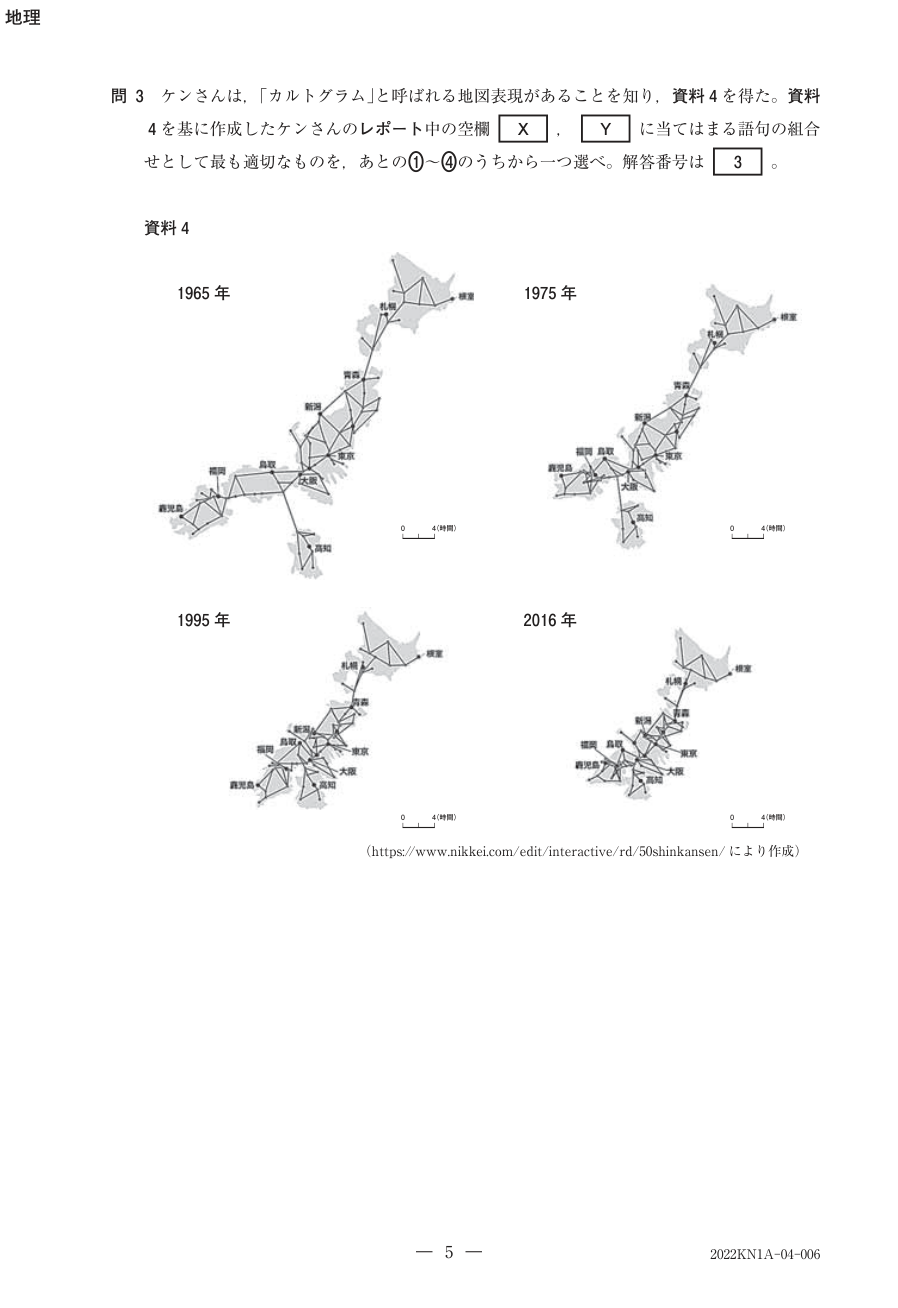 地理
問 3 ケンさんは，「カルトグラム」と呼ばれる地図表現があることを知り，資料 4 を得た。資料
4 を基に作成したケンさんのレポート中の空欄 X ， Y に当てはまる語句の組合
せとして最も適切なものを，あとの①～④のうちから一つ選べ。解答番号は 3 。
資料 4
1965 年
根室
札幌
青森
新潟
東京
鳥取
大阪
福岡
鹿児島
高知
0 4(時間)
1975 年
根室
札幌
青森
新潟
東京
福岡
鳥取
鹿児島
大阪
高知
0 4(時間)
1995 年
根室
札幌
青森
新潟
鳥取
福岡
東京
大阪
鹿児島
高知
0 4(時間)
2016 年
根室
札幌
青森
新潟
福岡
鳥取
東京
鹿児島
大阪
高知
0 4(時間)
（https://www.nikkei.com/edit/interactive/rd/50shinkansen/ により作成）
― 5 ―
2022KN1A-04-006